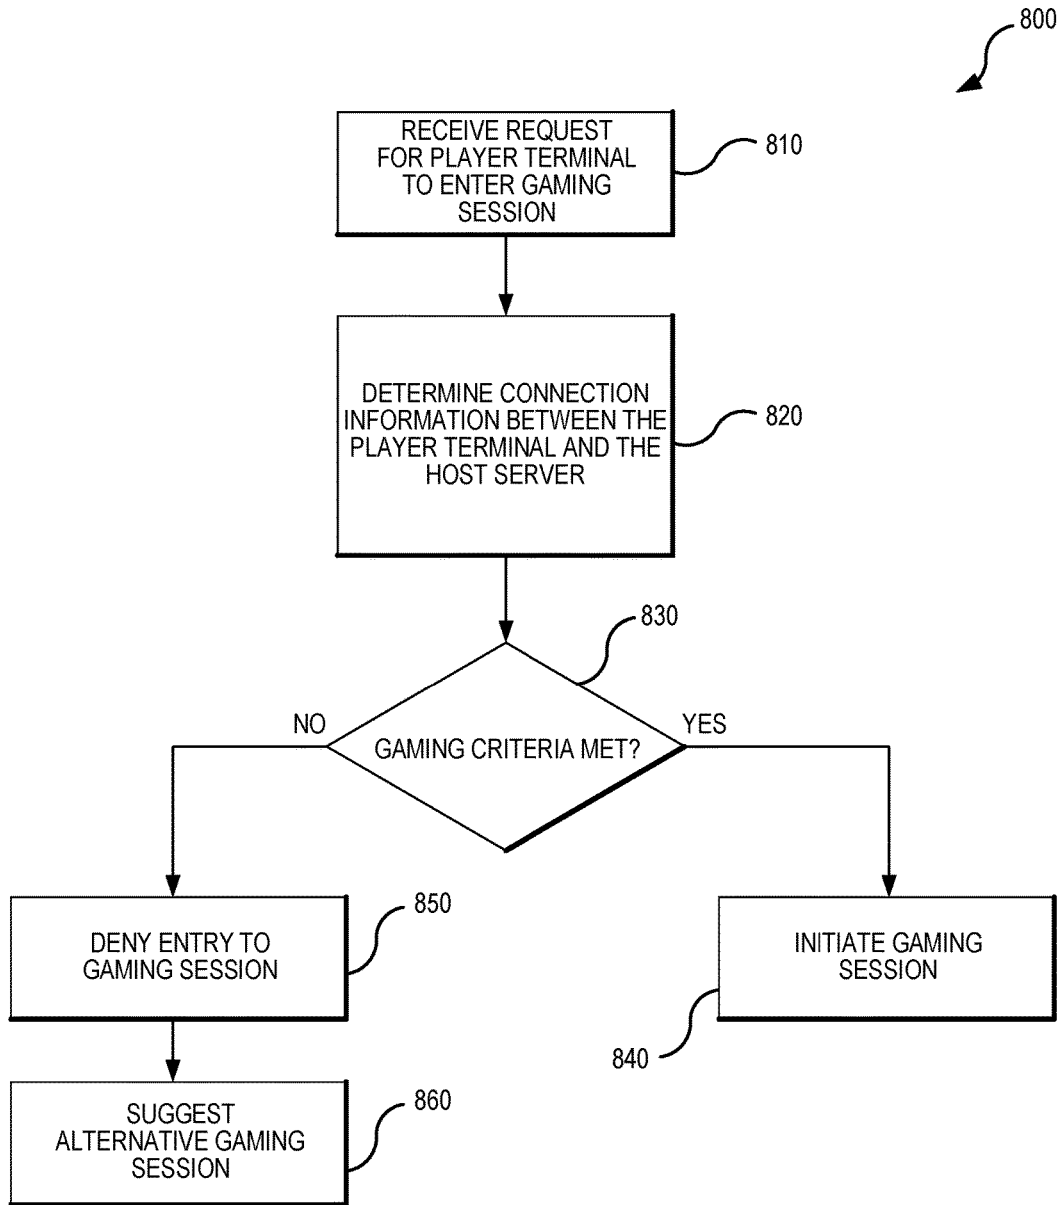 800
RECEIVE REQUEST
FOR PLAYER TERMINAL
TO ENTER GAMING
SESSION
810
DETERMINE CONNECTION
INFORMATION BETWEEN THE
PLAYER TERMINAL AND THE
HOST SERVER
820
830
NO
YES
GAMING CRITERIA MET?
850
DENY ENTRY TO
GAMING SESSION
INITIATE GAMING
SESSION
840
860
SUGGEST
ALTERNATIVE GAMING
SESSION